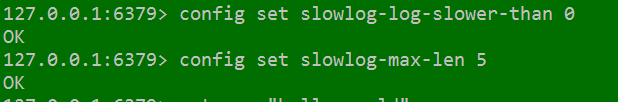 127.0.0.1:6379> config set slowlog-log-slower-than 0
OK
127.0.0.1:6379> config set slowlog-max-len 5
OK